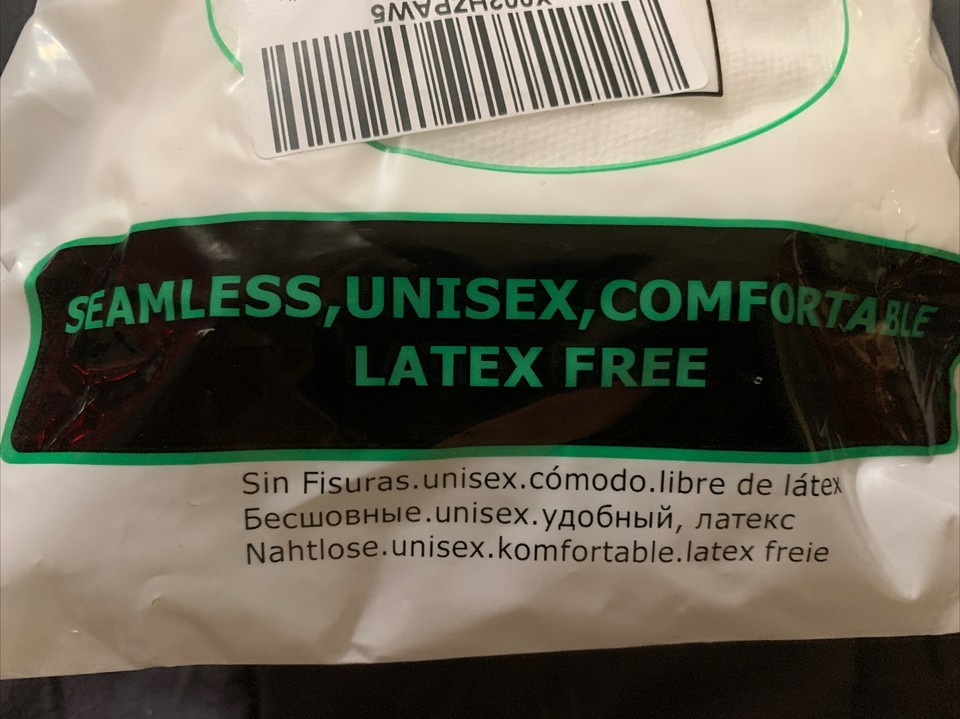 X002HZPAW5
SEAMLESS,UNISEX,COMFORTABLE
LATEX FREE
Sin Fisuras.unisex.cómodo.libre de látex
Бесшовные.unisex.удобный, латекс
Nahtlose.unisex.komfortable.latex freie